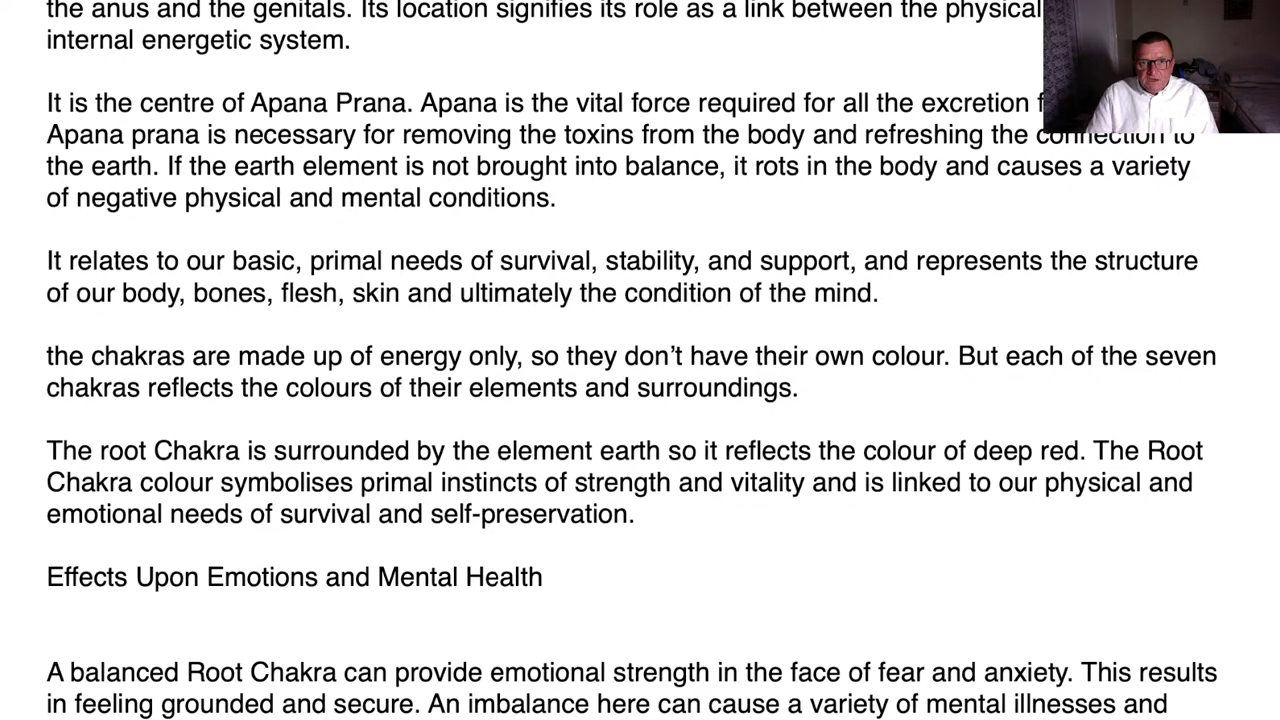 the anus and the genitals. Its location signifies its role as a link between the physical
internal energetic system.
It is the centre of Apana Prana. Apana is the vital force required for all the excretion
Apana prana is necessary for removing the toxins from the body and refreshing the connection to
the earth. If the earth element is not brought into balance, it rots in the body and causes a variety
of negative physical and mental conditions.
It relates to our basic, primal needs of survival, stability, and support, and represents the structure
of our body, bones, flesh, skin and ultimately the condition of the mind.
the chakras are made up of energy only, so they don’t have their own colour. But each of the seven
chakras reflects the colours of their elements and surroundings.
The root Chakra is surrounded by the element earth so it reflects the colour of deep red. The Root
Chakra colour symbolises primal instincts of strength and vitality and is linked to our physical and
emotional needs of survival and self-preservation.
Effects Upon Emotions and Mental Health
A balanced Root Chakra can provide emotional strength in the face of fear and anxiety. This results
in feeling grounded and secure. An imbalance here can cause a variety of mental illnesses and